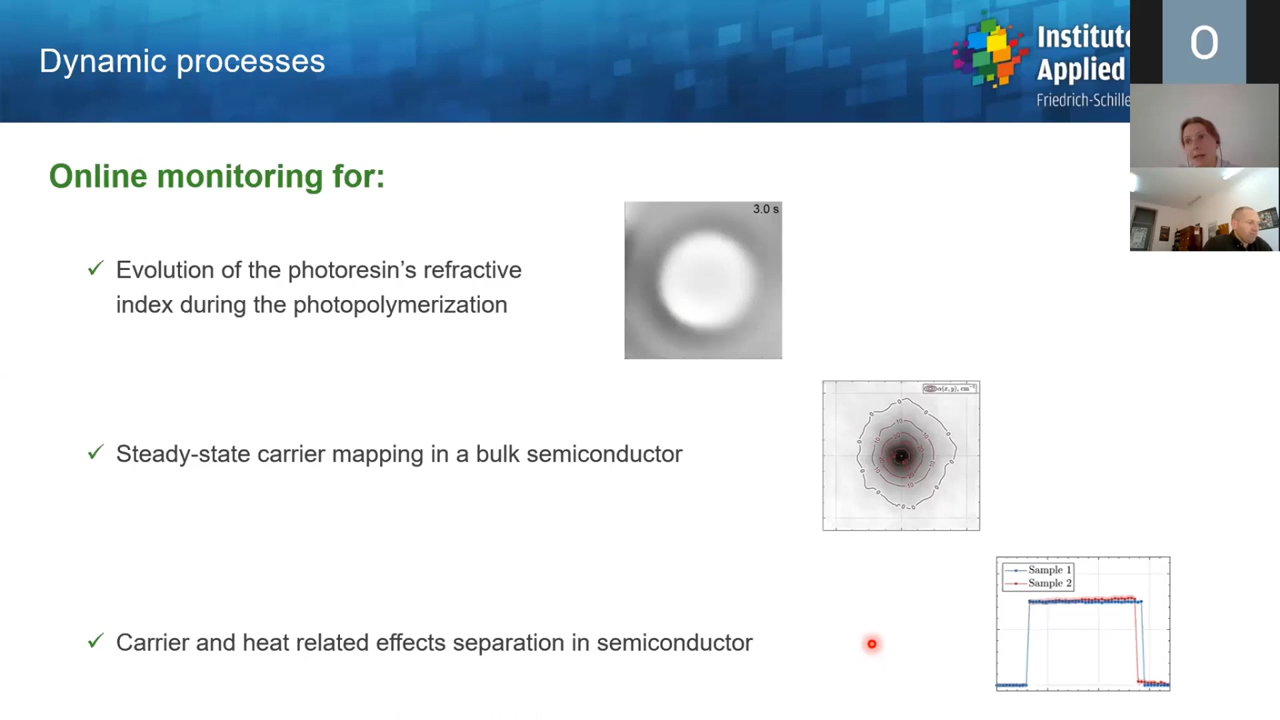 Dynamic processes
Institute
Applied
Friedrich-Schille
O
Online monitoring for:
3.0 s
✓ Evolution of the photoresin’s refractive
index during the photopolymerization
✓ Steady-state carrier mapping in a bulk semiconductor
Sample 1
Sample 2
✓ Carrier and heat related effects separation in semiconductor